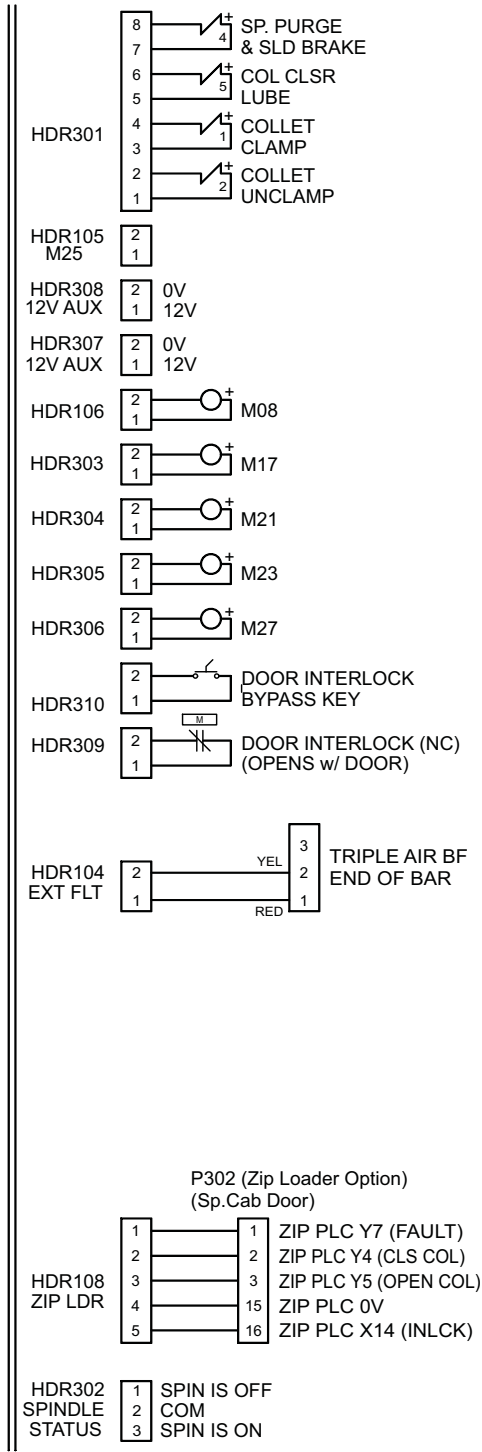 8 + SP. PURGE
7 4 & SLD BRAKE
6 + COL CLSR
5 5 LUBE
HDR301
4 + COLLET
3 1 CLAMP
2 + COLLET
1 2 UNCLAMP
HDR105 2
M25 1
HDR308 2 0V
12V AUX 1 12V
HDR307 2 0V
12V AUX 1 12V
HDR106 2 1 + M08
HDR303 2 1 + M17
HDR304 2 1 + M21
HDR305 2 1 + M23
HDR306 2 1 + M27
2 DOOR INTERLOCK
HDR310 1 BYPASS KEY
M
HDR309 2 DOOR INTERLOCK (NC)
1 (OPENS w/ DOOR)
3 TRIPLE AIR BF
HDR104 2 YEL 2 END OF BAR
EXT FLT 1 RED 1
P302 (Zip Loader Option)
(Sp.Cab Door)
1 1 ZIP PLC Y7 (FAULT)
2 2 ZIP PLC Y4 (CLS COL)
HDR108 3 3 ZIP PLC Y5 (OPEN COL)
ZIP LDR 4 15 ZIP PLC 0V
5 16 ZIP PLC X14 (INLCK)
HDR302 1 SPIN IS OFF
SPINDLE 2 COM
STATUS 3 SPIN IS ON